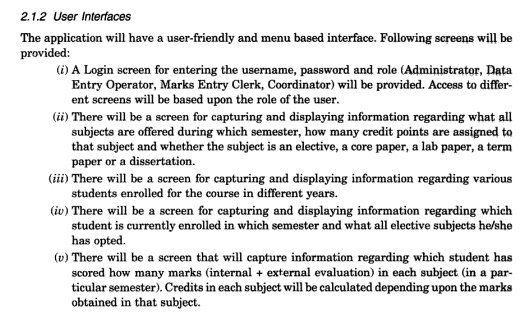 2.1.2 User Interfaces
The application will have a user-friendly and menu based interface. Following screens will be
provided:
(i) A Login screen for entering the username, password and role (Administrator, Data
Entry Operator, Marks Entry Clerk, Coordinator) will be provided. Access to differ-
ent screens will be based upon the role of the user.
(ii) There will be a screen for capturing and displaying information regarding what all
subjects are offered during which semester, how many credit points are assigned to
that subject and whether the subject is an elective, a core paper, a lab paper, a term
paper or a dissertation.
(iii) There will be a screen for capturing and displaying information regarding various
students enrolled for the course in different years.
(iv) There will be a screen for capturing and displaying information regarding which
student is currently enrolled in which semester and what all elective subjects he/she
has opted.
(v) There will be a screen that will capture information regarding which student has
scored how many marks (internal + external evaluation) in each subject (in a par-
ticular semester). Credits in each subject will be calculated depending upon the marks
obtained in that subject.